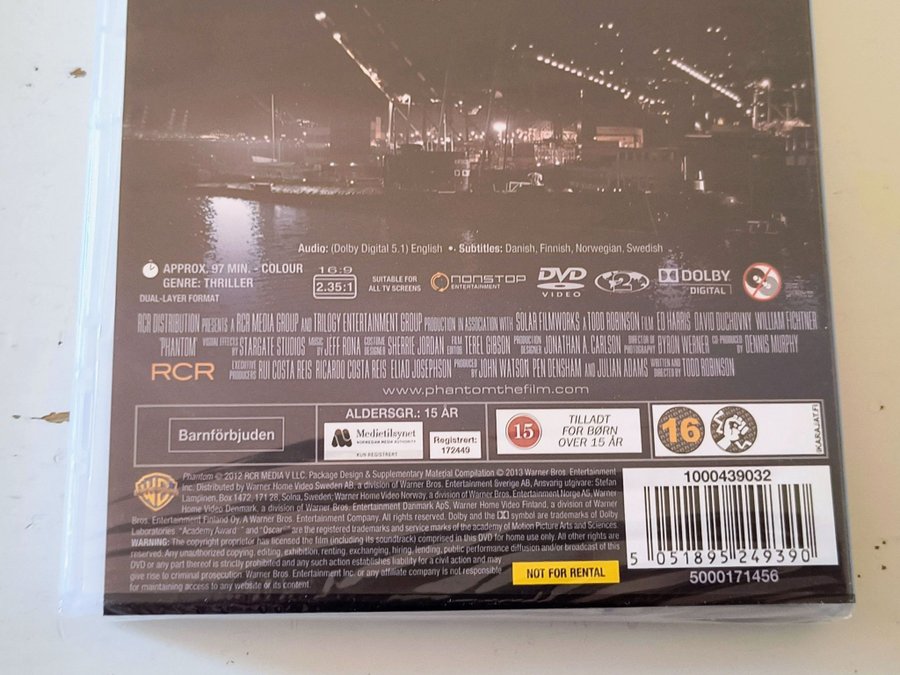 Audio: (Dolby Digital 5.1) English • Subtitles: Danish, Finnish, Norwegian, Swedish
APPROX. 97 MIN. - COLOUR
GENRE: THRILLER
DUAL-LAYER FORMAT
16:9
2.35:1
SUITABLE FOR
ALL TV SCREENS
NONSTOP
ENTERTAINMENT
DVD
VIDEO
2
DOLBY
DIGITAL
RCR DISTRIBUTION PRESENTS A RCR MEDIA GROUP AND TRILOGY ENTERTAINMENT GROUP PRODUCTION IN ASSOCIATION WITH SOLAR FILMWORKS A TODD ROBINSON FILM ED HARRIS DAVID DUCHOVNY WILLIAM FICHTNER
"PHANTOM" VISUAL EFFECTS BY STARGATE STUDIOS MUSIC BY JEFF RONA COSTUME DESIGNER SHERRIE JORDAN FILM EDITOR TEREL GIBSON PRODUCTION DESIGNER JONATHAN A. CARLSON DIRECTOR OF PHOTOGRAPHY BYRON WERNER CO-PRODUCED BY DENNIS MURPHY
RCR EXECUTIVE PRODUCERS RUI COSTA REIS RICARDO COSTA REIS ELIAD JOSEPHSON PRODUCED BY JOHN WATSON PEN DENSHAM AND JULIAN ADAMS WRITTEN AND DIRECTED BY TODD ROBINSON
www.phantomthefilm.com
Barnförbjuden
ALDERSGR.: 15 ÅR
Medietilsynet
NORWEGIAN MEDIA AUTHORITY
KUN REGISTRERT
Registrert:
172449
15
TILLADT
FOR BØRN
OVER 15 ÅR
16
IKARAJAT.FI
WB
Phantom © 2012 RCR MEDIA V LLC. Package Design & Supplementary Material Compilation © 2013 Warner Bros. Entertainment
Inc. Distributed by Warner Home Video Sweden AB, a division of Warner Bros. Entertainment Sverige AB, Ansvarig utgivare: Stefan
Lampinen, Box 1472, 171 28, Solna, Sweden; Warner Home Video Norway, a division of Warner Bros. Entertainment Norge AS, Warner
Home Video Denmark, a division of Warner Bros. Entertainment Danmark ApS, Warner Home Video Finland, a division of Warner
Bros. Entertainment Finland Oy. A Warner Bros. Entertainment Company. All rights reserved. Dolby and the DD symbol are trademarks of Dolby
Laboratories. "Academy Award" and "Oscar" are the registered trademarks and service marks of the academy of Motion Picture Arts and Sciences.
WARNING: The copyright proprietor has licensed the film (including its soundtrack) comprised in this DVD for home use only. All other rights are
reserved. Any unauthorized copying, editing, exhibition, renting, exchanging, hiring, lending, public performance diffusion and/or broadcast of this
DVD or any part thereof is strictly prohibited and any such action establishes liability for a civil action and may
give rise to criminal prosecution. Warner Bros. Entertainment Inc. or any affiliate company is not responsible
for maintaining access to any website or its content.
NOT FOR RENTAL
1000439032
5 051895 249390
5000171456